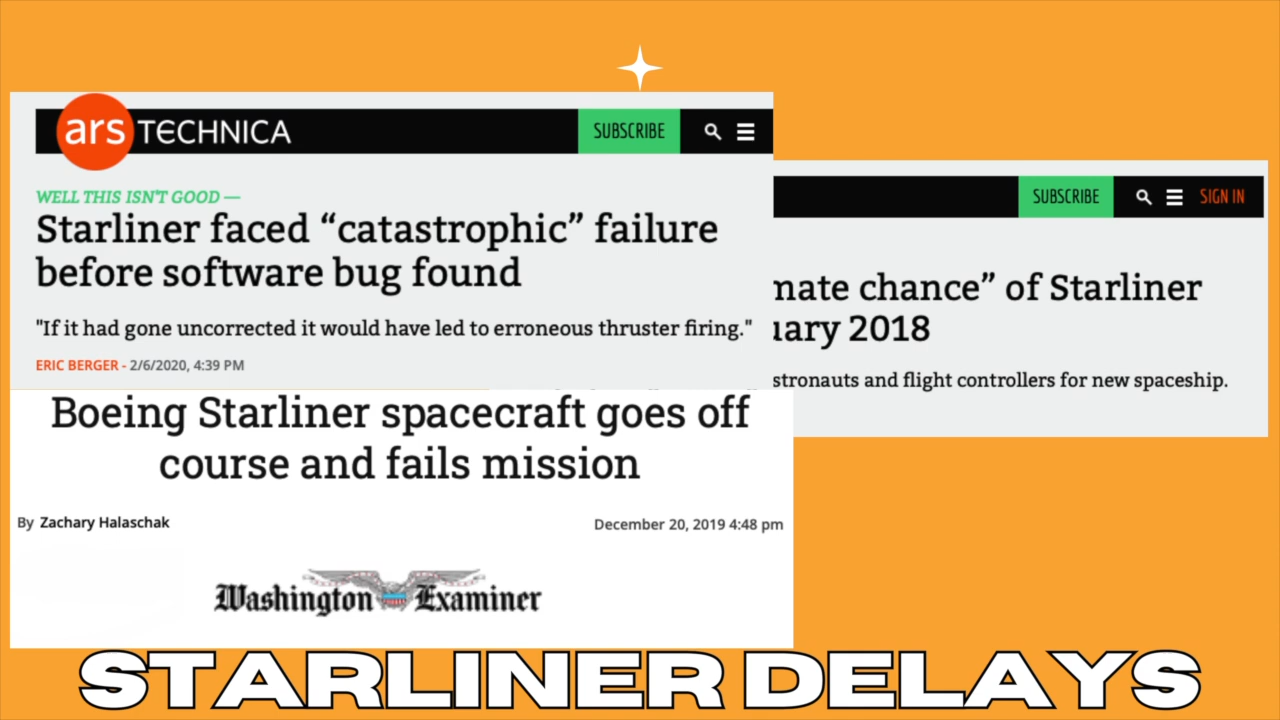 ars TECHNICA
SUBSCRIBE
WELL THIS ISN'T GOOD —
Starliner faced “catastrophic” failure
before software bug found
"If it had gone uncorrected it would have led to erroneous thruster firing."
ERIC BERGER - 2/6/2020, 4:39 PM
SUBSCRIBE SIGN IN
mate chance” of Starliner
uary 2018
stronauts and flight controllers for new spaceship.
Boeing Starliner spacecraft goes off
course and fails mission
By Zachary Halaschak
December 20, 2019 4:48 pm
Washington Examiner
STARLINER DELAYS